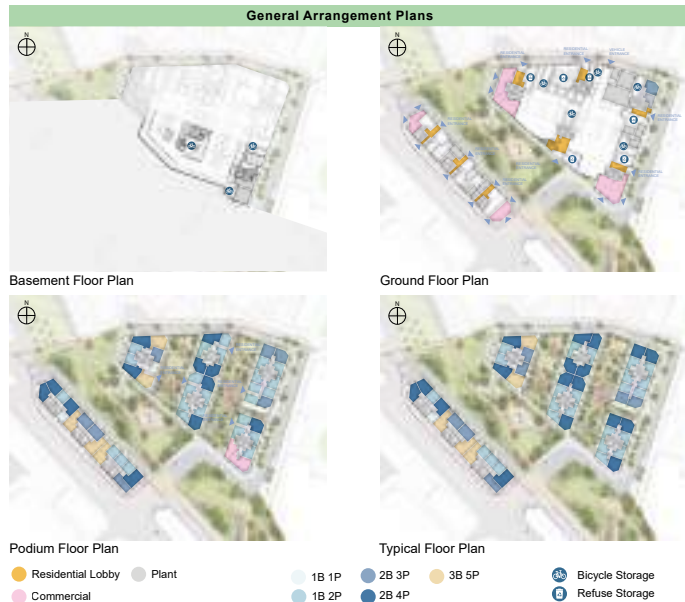 General Arrangement Plans
N
N
Basement Floor Plan
Ground Floor Plan
N
N
Podium Floor Plan
Typical Floor Plan
Residential Lobby
Plant
Commercial
1B 1P
2B 3P
3B 5P
1B 2P
2B 4P
Bicycle Storage
Refuse Storage